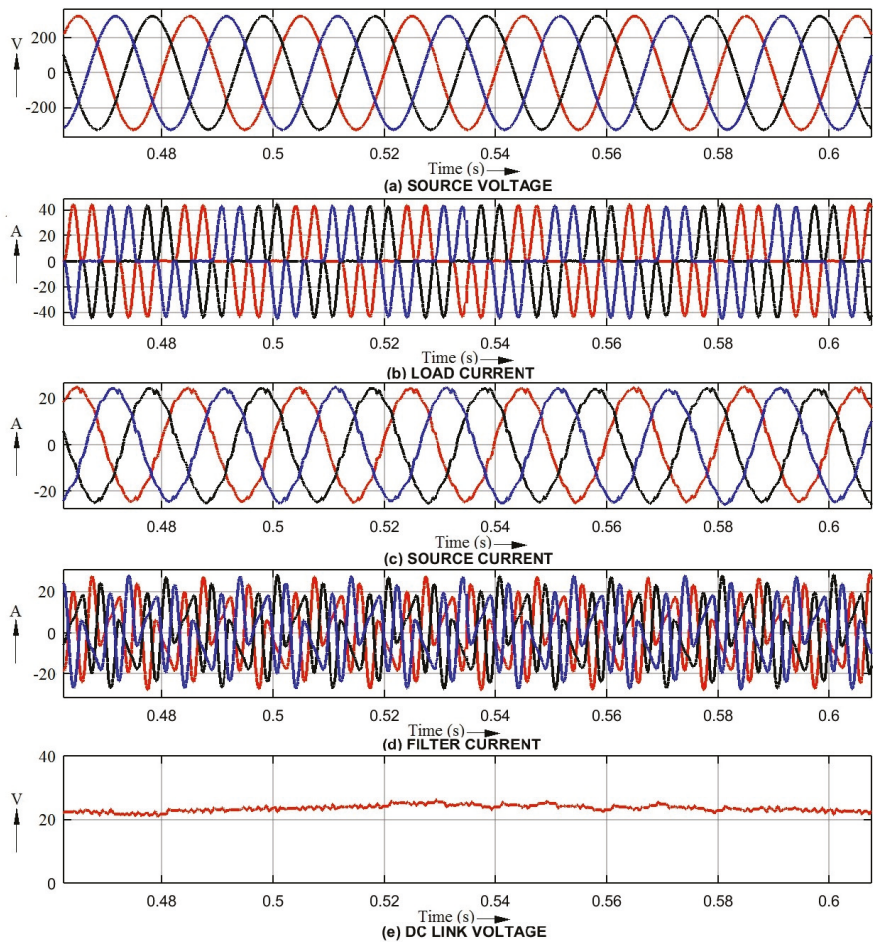 V
200
0
-200
0.48 0.5 0.52 0.54 0.56 0.58 0.6
Time (s)
(a) SOURCE VOLTAGE
A
40
20
0
-20
-40
0.48 0.5 0.52 0.54 0.56 0.58 0.6
Time (s)
(b) LOAD CURRENT
A
20
0
-20
0.48 0.5 0.52 0.54 0.56 0.58 0.6
Time (s)
(c) SOURCE CURRENT
A
20
0
-20
0.48 0.5 0.52 0.54 0.56 0.58 0.6
Time (s)
(d) FILTER CURRENT
V
40
20
0
0.48 0.5 0.52 0.54 0.56 0.58 0.6
Time (s)
(e) DC LINK VOLTAGE